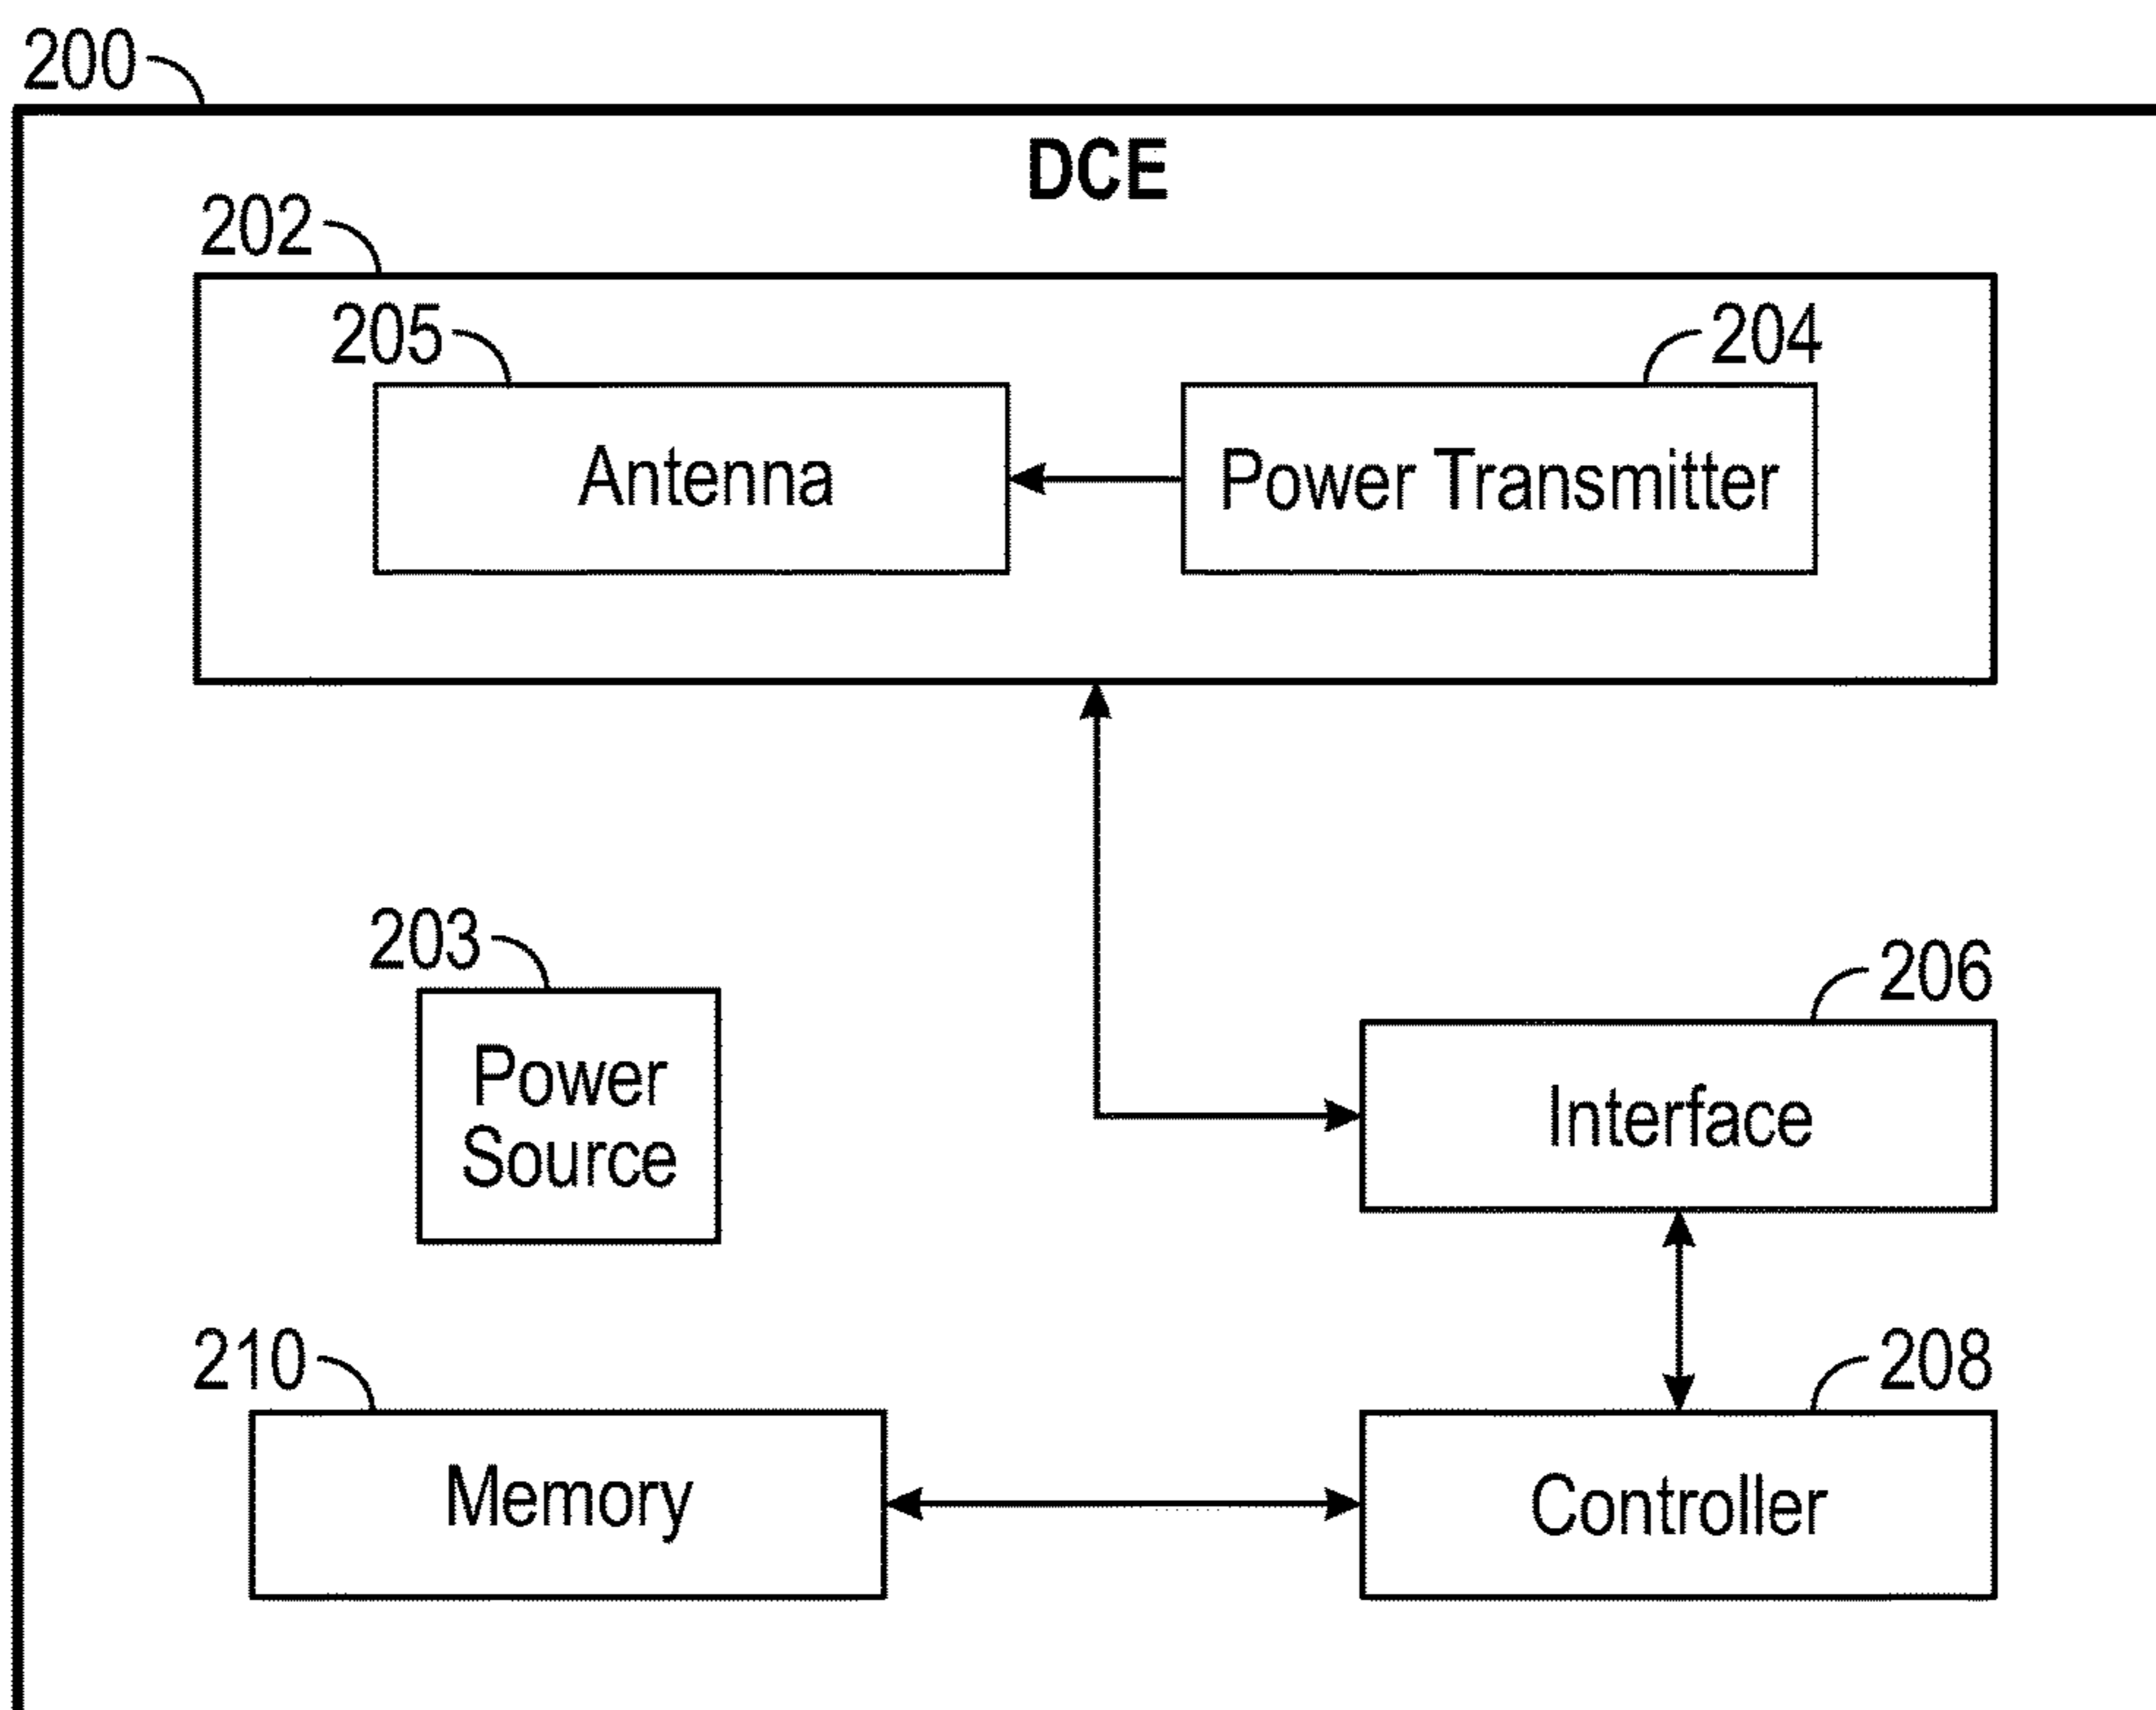 200
DCE
202
205
204
Antenna
Power Transmitter
203
206
Power
Source
Interface
210
208
Memory
Controller